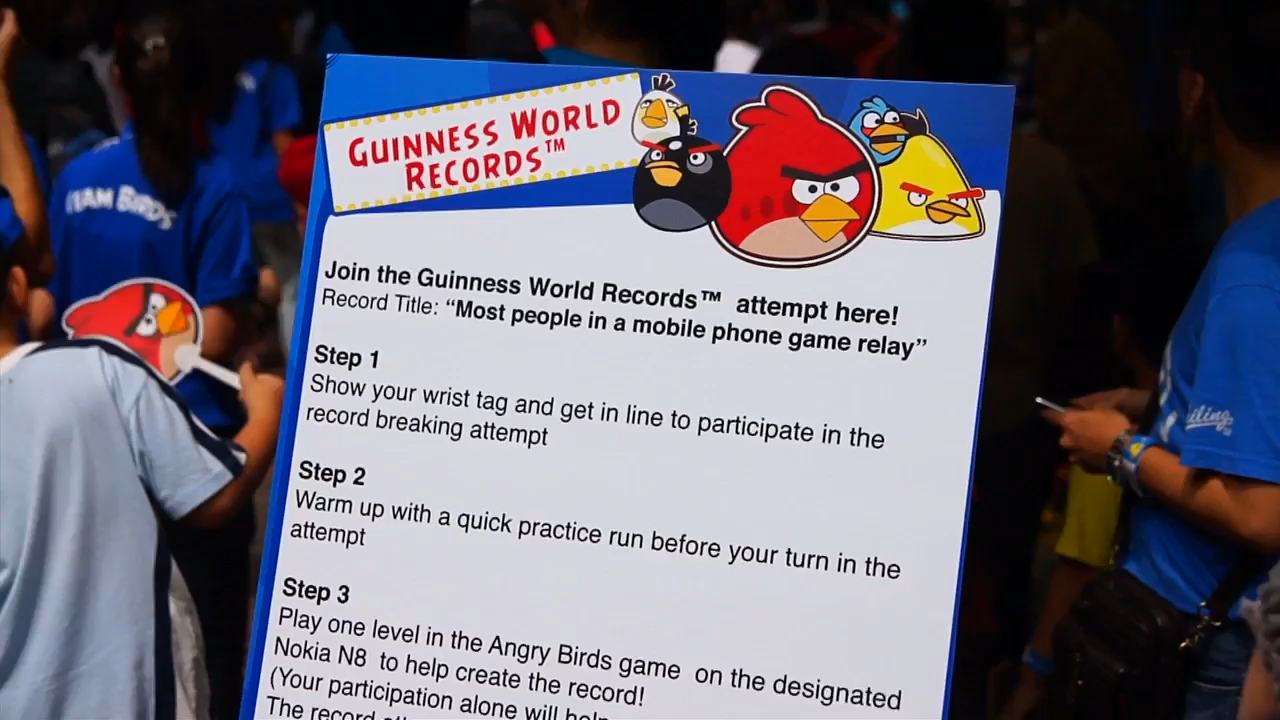 GUINNESS WORLD
RECORDS™
Join the Guinness World Records™ attempt here!
Record Title: “Most people in a mobile phone game relay”
Step 1
Show your wrist tag and get in line to participate in the
record breaking attempt
Step 2
Warm up with a quick practice run before your turn in the
attempt
Step 3
Play one level in the Angry Birds game on the designated
Nokia N8 to help create the record!
(Your participation alone will
The record
BIRDS